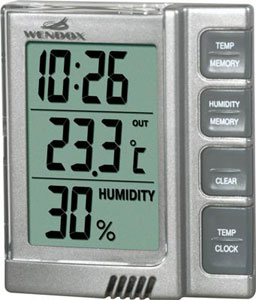 WENDOX
10:26
OUT
23.3°C
HUMIDITY
30%
TEMP
MEMORY
HUMIDITY
MEMORY
CLEAR
TEMP
CLOCK